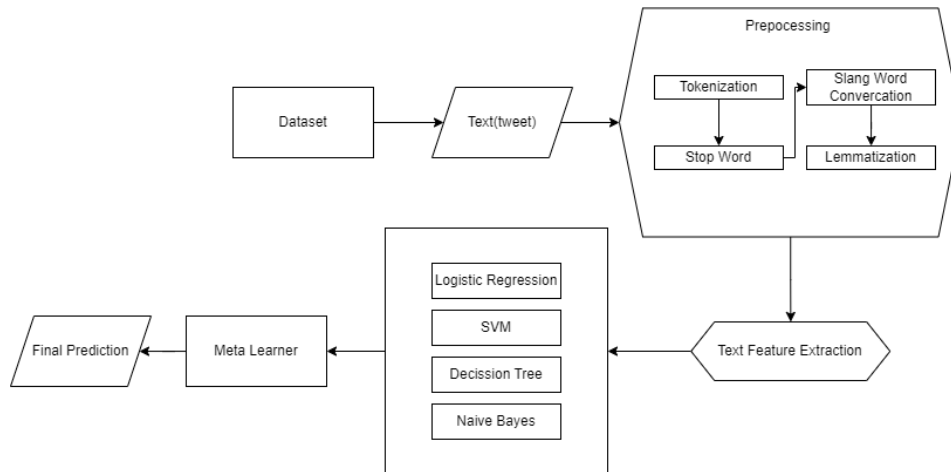 Prepocessing
Dataset
Text(tweet)
Tokenization
Stop Word
Slang Word
Convercation
Lemmatization
Text Feature Extraction
Logistic Regression
SVM
Decission Tree
Naive Bayes
Meta Learner
Final Prediction